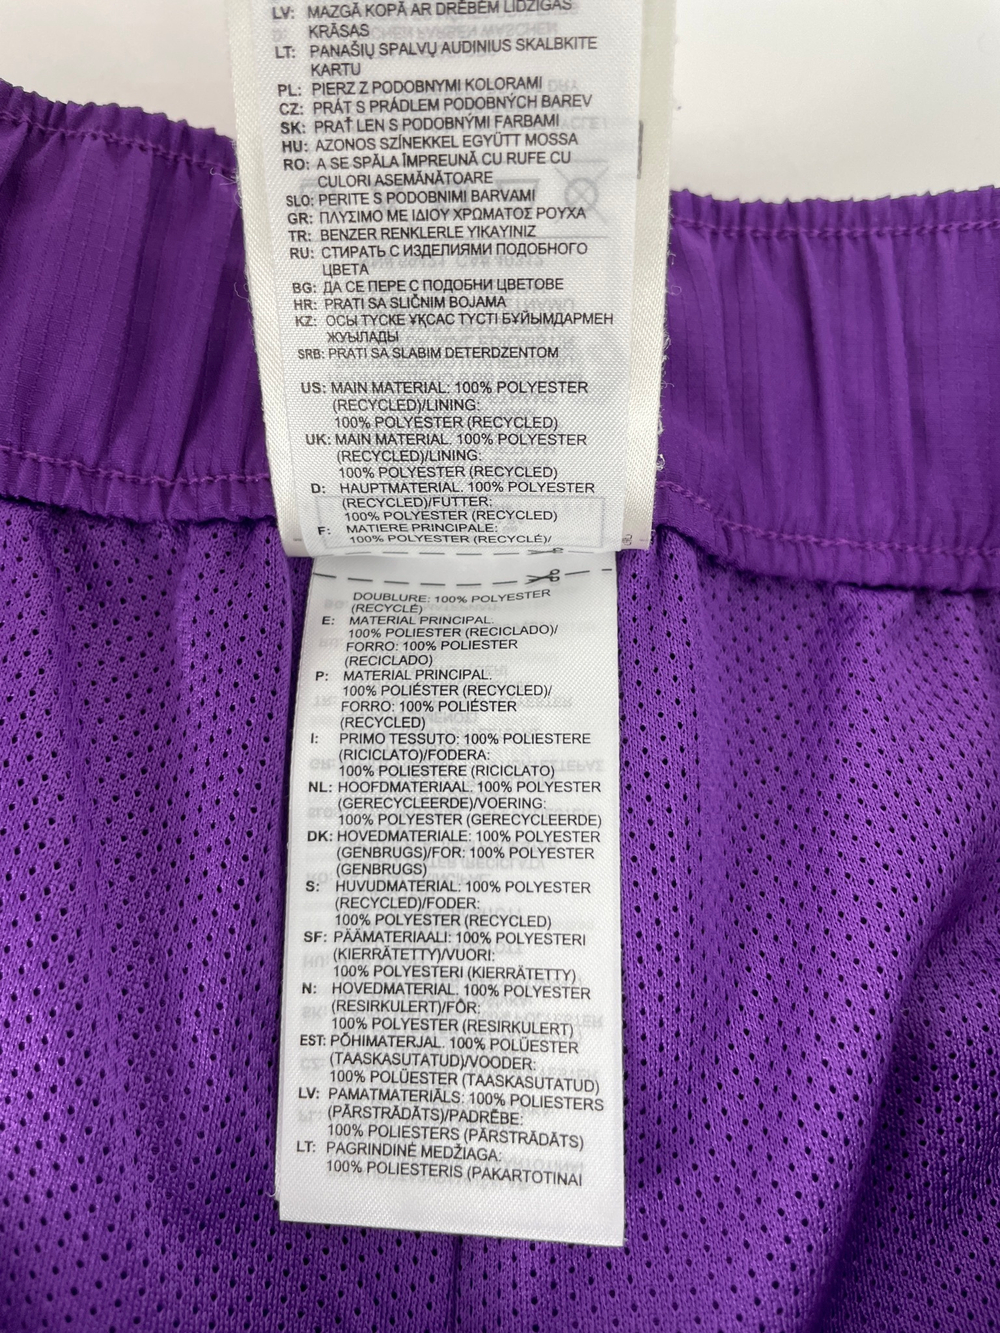 LV: MAZGĀ KOPĀ AR DRĒBĒM LĪDZĪGAS
KRĀSAS
LT: PANAŠIŲ SPALVŲ AUDINIUS SKALBKITE
KARTU
PL: PIERZ Z PODOBNYMI KOLORAMI
CZ: PRÁT S PRÁDLEM PODOBNÝCH BAREV
SK: PRAŤ LEN S PODOBNÝMI FARBAMI
HU: AZONOS SZÍNEKKEL EGYÜTT MOSSA
RO: A SE SPĂLA ÎMPREUNĂ CU RUFE CU
CULORI ASEMĂNĂTOARE
SLO: PERITE S PODOBNIMI BARVAMI
GR: ΠΛΥΣΙΜΟ ΜΕ ΙΔΙΟΥ ΧΡΩΜΑΤΟΣ ΡΟΥΧΑ
TR: BENZER RENKLERLE YIKAYINIZ
RU: СТИРАТЬ С ИЗДЕЛИЯМИ ПОДОБНОГО
ЦВЕТА
BG: ДА СЕ ПЕРЕ С ПОДОБНИ ЦВЕТОВЕ
HR: PRATI SA SLIČNIM BOJAMA
KZ: ОСЫ ТҮСКЕ ҰҚСАС ТҮСТІ БҰЙЫМДАРМЕН
ЖУЫЛАДЫ
SRB: PRATI SA SLABIM DETERDZENTOM
US: MAIN MATERIAL: 100% POLYESTER
(RECYCLED)/LINING:
100% POLYESTER (RECYCLED)
UK: MAIN MATERIAL. 100% POLYESTER
(RECYCLED)/LINING:
100% POLYESTER (RECYCLED)
D: HAUPTMATERIAL. 100% POLYESTER
(RECYCLED)/FUTTER:
100% POLYESTER (RECYCLED)
F: MATIERE PRINCIPALE:
100% POLYESTER (RECYCLÉ)/
DOUBLURE: 100% POLYESTER
(RECYCLÉ)
E: MATERIAL PRINCIPAL.
100% POLIESTER (RECICLADO)/
FORRO: 100% POLIESTER
(RECICLADO)
P: MATERIAL PRINCIPAL.
100% POLIÉSTER (RECYCLED)/
FORRO: 100% POLIÉSTER
(RECYCLED)
I: PRIMO TESSUTO: 100% POLIESTERE
(RICICLATO)/FODERA:
100% POLIESTERE (RICICLATO)
NL: HOOFDMATERIAAL. 100% POLYESTER
(GERECYCLEERDE)/VOERING:
100% POLYESTER (GERECYCLEERDE)
DK: HOVEDMATERIALE: 100% POLYESTER
(GENBRUGS)/FOR: 100% POLYESTER
(GENBRUGS)
S: HUVUDMATERIAL: 100% POLYESTER
(RECYCLED)/FODER:
100% POLYESTER (RECYCLED)
SF: PÄÄMATERIAALI: 100% POLYESTERI
(KIERRÄTETTY)/VUORI:
100% POLYESTERI (KIERRÄTETTY)
N: HOVEDMATERIAL. 100% POLYESTER
(RESIRKULERT)/FÔR:
100% POLYESTER (RESIRKULERT)
EST: PÕHIMATERJAL. 100% POLÜESTER
(TAASKASUTATUD)/VOODER:
100% POLÜESTER (TAASKASUTATUD)
LV: PAMATMATERIĀLS: 100% POLIESTERS
(PĀRSTRĀDĀTS)/PADRĒBE:
100% POLIESTERS (PĀRSTRĀDĀTS)
LT: PAGRINDINĖ MEDŽIAGA:
100% POLIESTERIS (PAKARTOTINAI